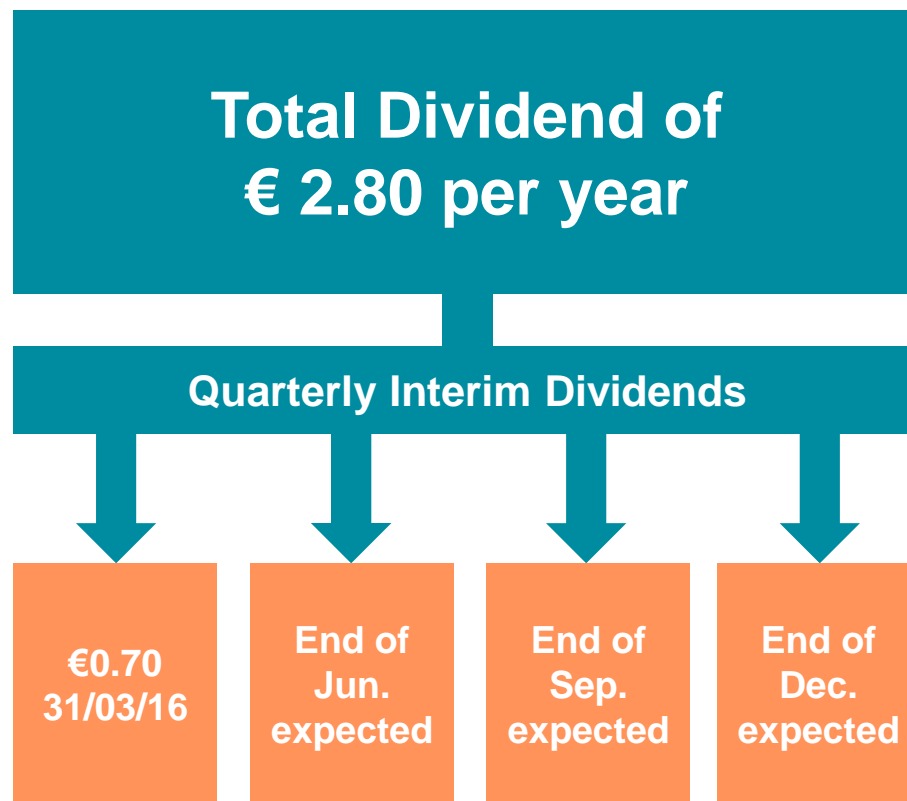 Total Dividend of
€ 2.80 per year
Quarterly Interim Dividends
€0.70
31/03/16
End of
Jun.
expected
End of
Sep.
expected
End of
Dec.
expected